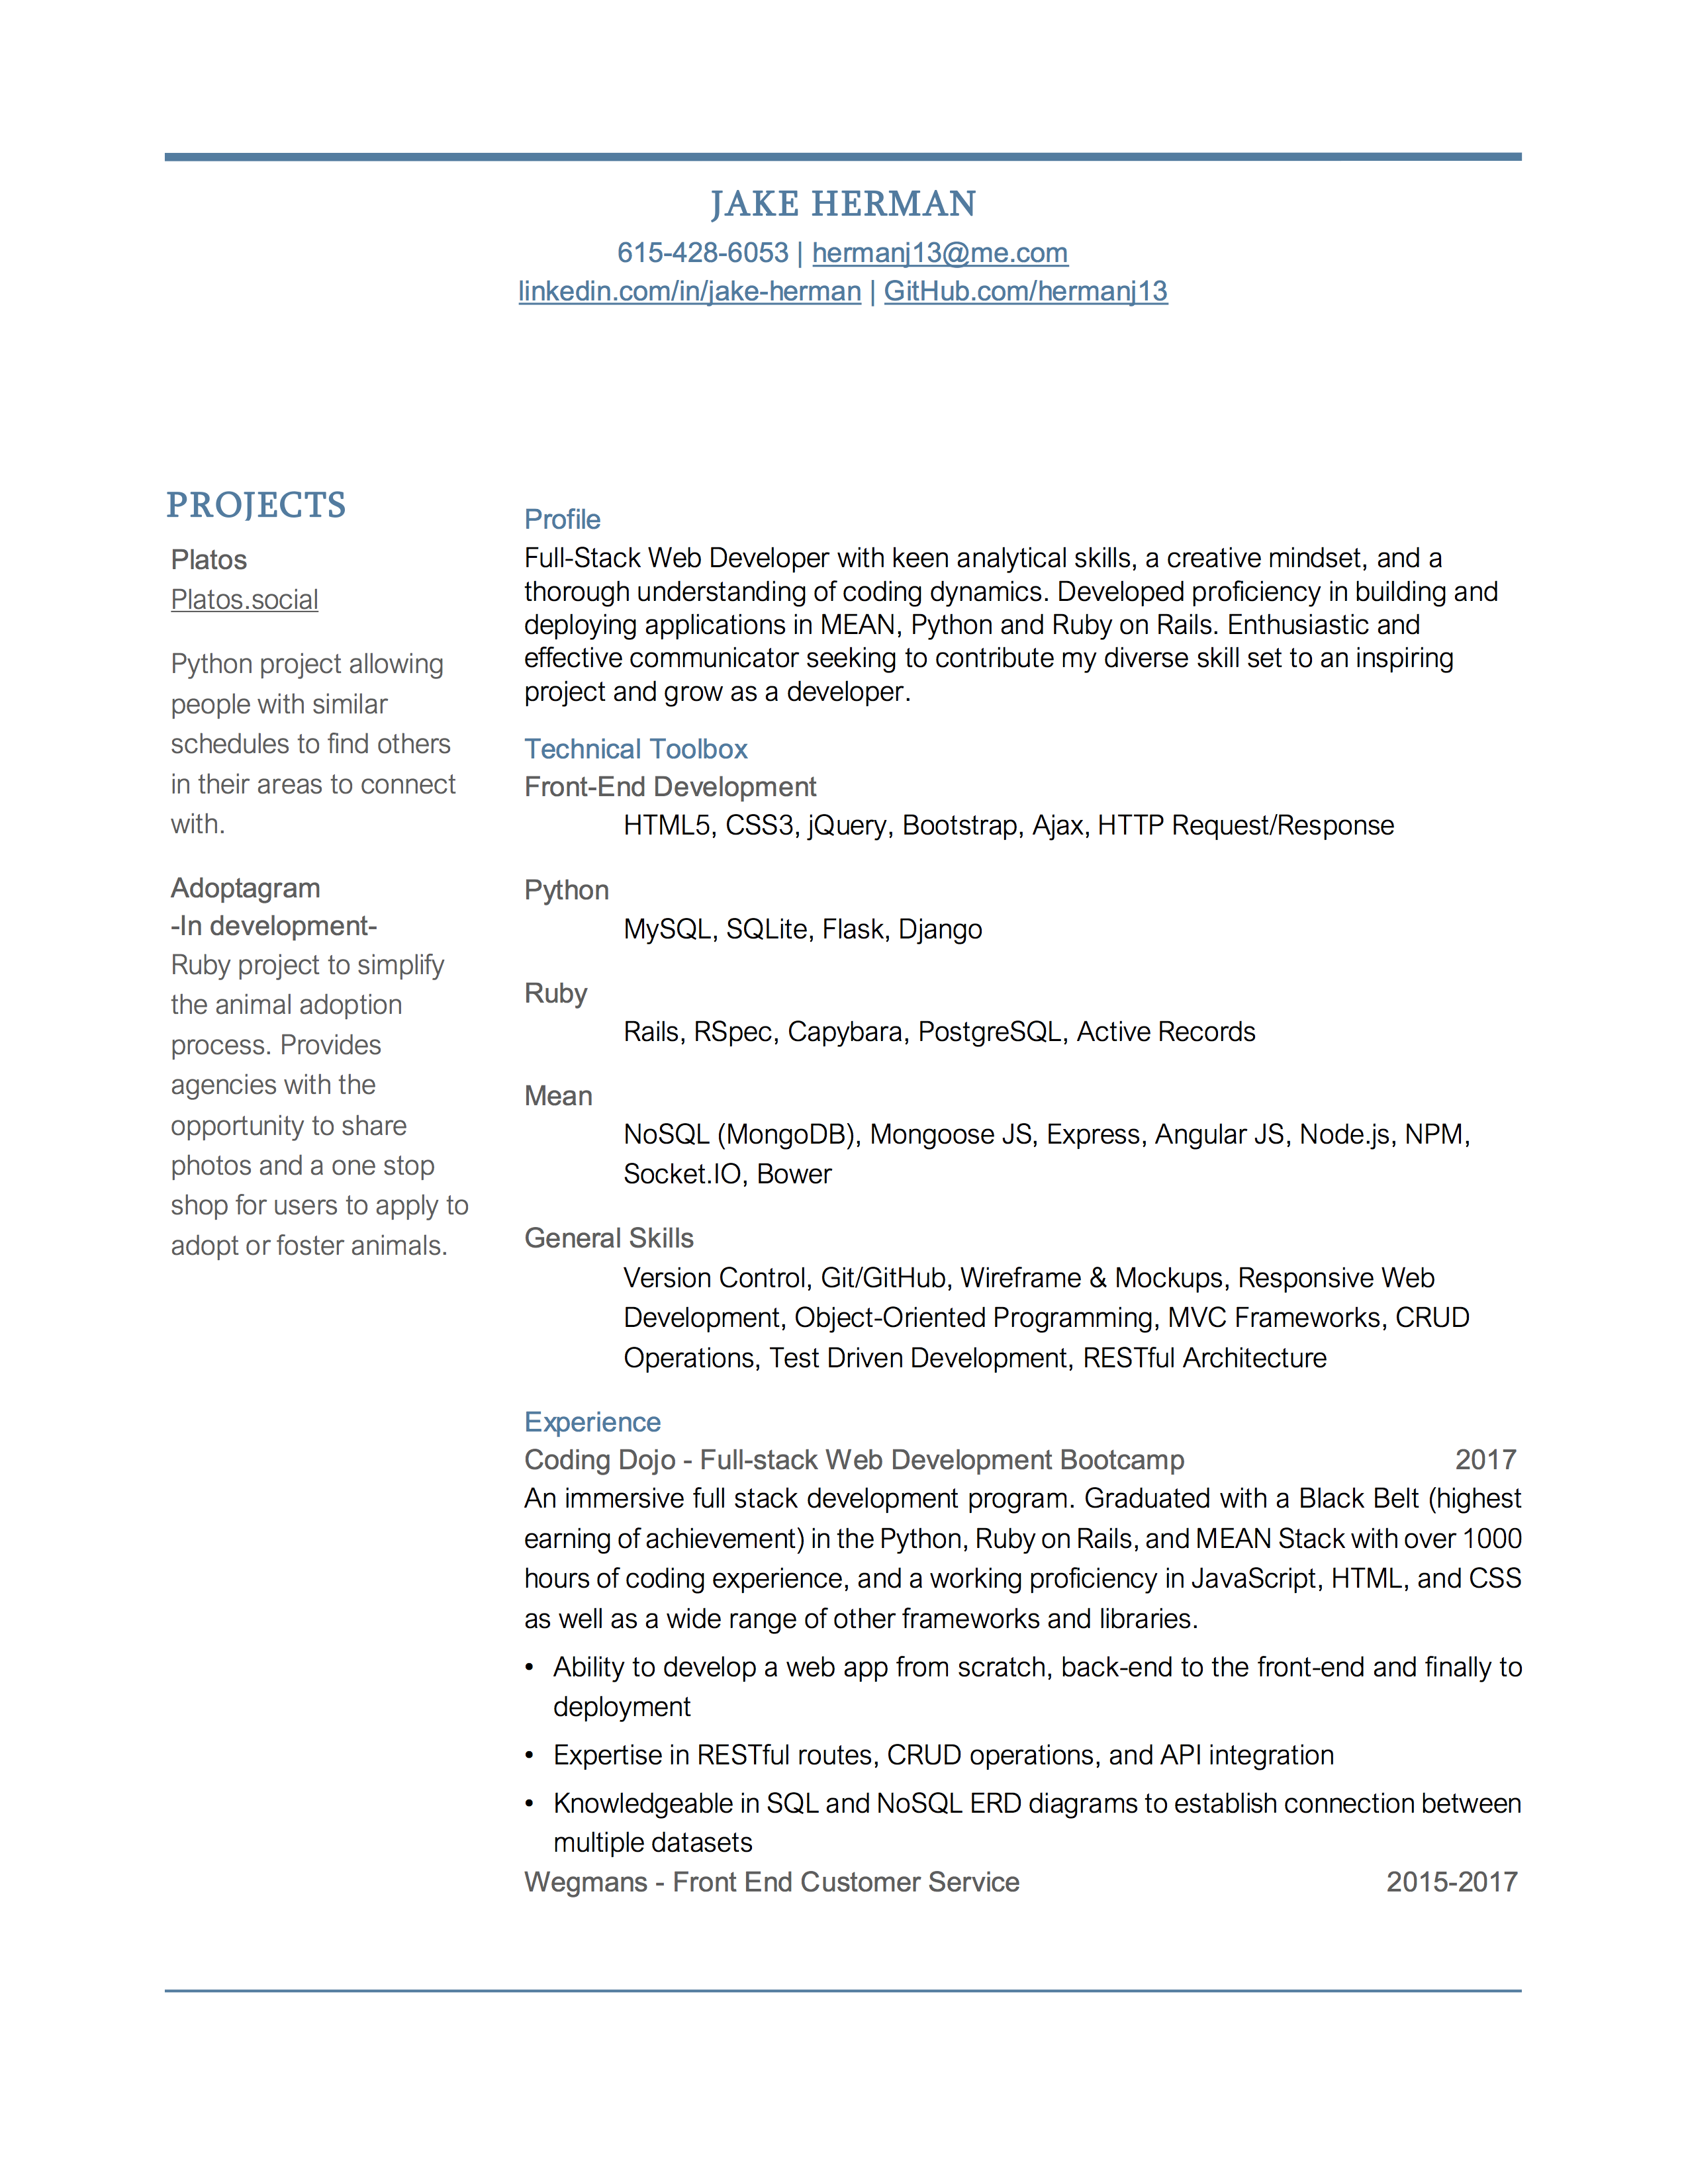 JAKE HERMAN
615-428-6053 | hermanj13@me.com
linkedin.com/in/jake-herman | GitHub.com/hermanj13
PROJECTS
Platos
Platos.social
Python project allowing
people with similar
schedules to find others
in their areas to connect
with.
Adoptagram
-In development-
Ruby project to simplify
the animal adoption
process. Provides
agencies with the
opportunity to share
photos and a one stop
shop for users to apply to
adopt or foster animals.
Profile
Full-Stack Web Developer with keen analytical skills, a creative mindset, and a
thorough understanding of coding dynamics. Developed proficiency in building and
deploying applications in MEAN, Python and Ruby on Rails. Enthusiastic and
effective communicator seeking to contribute my diverse skill set to an inspiring
project and grow as a developer.
Technical Toolbox
Front-End Development
HTML5, CSS3, jQuery, Bootstrap, Ajax, HTTP Request/Response
Python
MySQL, SQLite, Flask, Django
Ruby
Rails, RSpec, Capybara, PostgreSQL, Active Records
Mean
NoSQL (MongoDB), Mongoose JS, Express, Angular JS, Node.js, NPM,
Socket.IO, Bower
General Skills
Version Control, Git/GitHub, Wireframe & Mockups, Responsive Web
Development, Object-Oriented Programming, MVC Frameworks, CRUD
Operations, Test Driven Development, RESTful Architecture
Experience
Coding Dojo - Full-stack Web Development Bootcamp 2017
An immersive full stack development program. Graduated with a Black Belt (highest
earning of achievement) in the Python, Ruby on Rails, and MEAN Stack with over 1000
hours of coding experience, and a working proficiency in JavaScript, HTML, and CSS
as well as a wide range of other frameworks and libraries.
• Ability to develop a web app from scratch, back-end to the front-end and finally to
deployment
• Expertise in RESTful routes, CRUD operations, and API integration
• Knowledgeable in SQL and NoSQL ERD diagrams to establish connection between
multiple datasets
Wegmans - Front End Customer Service 2015-2017